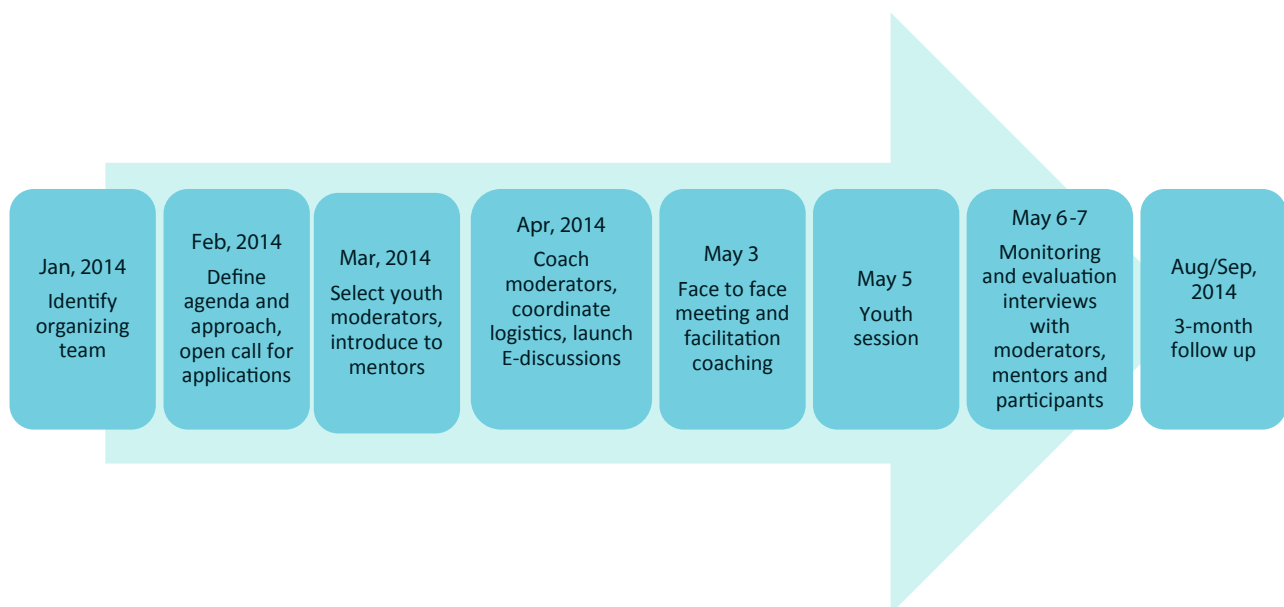 Jan, 2014
Identify
organizing
team
Feb, 2014
Define
agenda and
approach,
open call for
applications
Mar, 2014
Select youth
moderators,
introduce to
mentors
Apr, 2014
Coach
moderators,
coordinate
logistics, launch
E-discussions
May 3
Face to face
meeting and
facilitation
coaching
May 5
Youth
session
May 6-7
Monitoring
and evaluation
interviews
with
moderators,
mentors and
participants
Aug/Sep,
2014
3-month
follow up